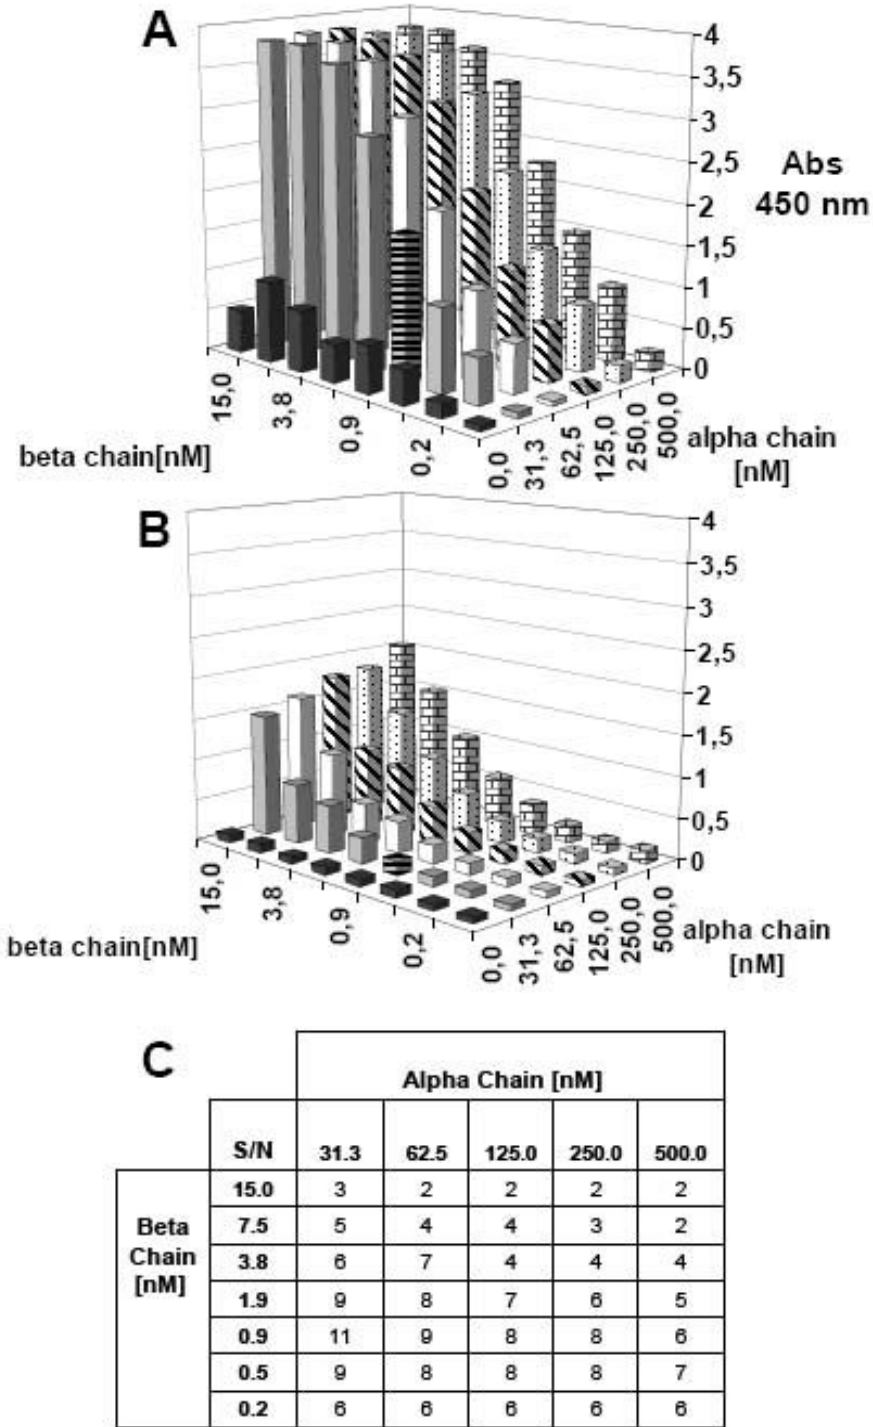 A
4
3,5
3
2,5
2
1,5
1
0,5
0
Abs
450 nm
15,0
3,8
0,9
0,2
beta chain[nM]
0,0
31,3
62,5
125,0
250,0
500,0
alpha chain
[nM]
B
4
3,5
3
2,5
2
1,5
1
0,5
0
15,0
3,8
0,9
0,2
beta chain[nM]
0,0
31,3
62,5
125,0
250,0
500,0
alpha chain
[nM]
C
Alpha Chain [nM]
S/N 31.3 62.5 125.0 250.0 500.0
Beta
Chain
[nM]
15.0 3 2 2 2 2
7.5 5 4 4 3 2
3.8 6 7 4 4 4
1.9 9 8 7 6 5
0.9 11 9 8 8 6
0.5 9 8 8 8 7
0.2 6 6 6 6 6